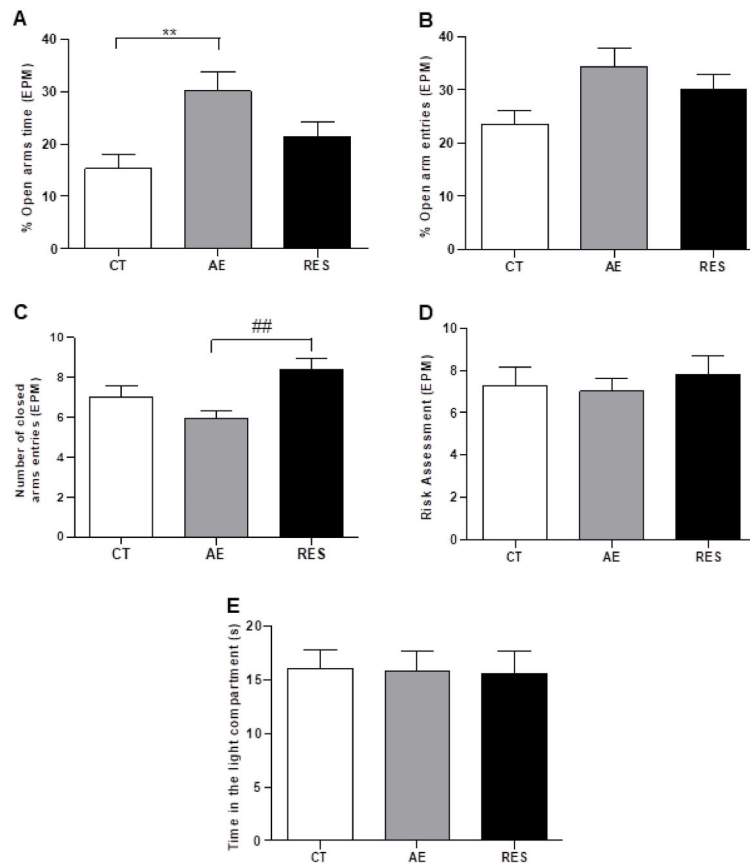 A
**
% Open arms time (EPM)
40
30
20
10
0
CT AE RES
B
% Open arm entries (EPM)
40
30
20
10
0
CT AE RES
C
##
Number of closed
arms entries (EPM)
10
8
6
4
2
0
CT AE RES
D
Risk Assessment (EPM)
10
8
6
4
2
0
CT AE RES
E
Time in the light compartment (s)
20
15
10
5
0
CT AE RES